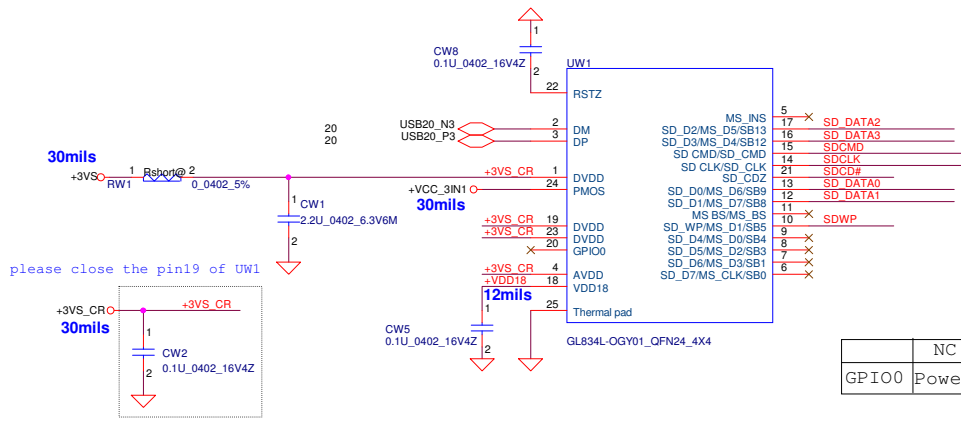 1
CW8
0.1U_0402_16V4Z
2
UW1
22 RSTZ
MS_INS 5
20 USB20_N3 2 DM
SD_D2/MS_D5/SB13 17 SD_DATA2
20 USB20_P3 3 DP
SD_D3/MS_D4/SB12 16 SD_DATA3
SD CMD/SD_CMD 15 SDCMD
SD CLK/SD_CLK 14 SDCLK
30mils
+3VS 1 Rshort@ 2
RW1 0_0402_5%
+3VS_CR 1 DVDD
SD_CDZ 21 SDCD#
+VCC_3IN1 24 PMOS
30mils
SD_D0/MS_D6/SB9 13 SD_DATA0
SD_D1/MS_D7/SB8 12 SD_DATA1
1
CW1
2.2U_0402_6.3V6M
2
MS BS/MS_BS 11
+3VS_CR 19 DVDD
SD_WP/MS_D1/SB5 10 SDWP
+3VS_CR 23 DVDD
SD_D4/MS_D0/SB4 9
20 GPIO0
SD_D5/MS_D2/SB3 8
SD_D6/MS_D3/SB1 7
+3VS_CR 4 AVDD
SD_D7/MS_CLK/SB0 6
+VDD18 18 VDD18
12mils
please close the pin19 of UW1
+3VS_CR +3VS_CR
30mils
1
CW2
0.1U_0402_16V4Z
2
1
CW5
0.1U_0402_16V4Z
2
25 Thermal pad
GL834L-OGY01_QFN24_4X4
NC
GPIO0 Powe